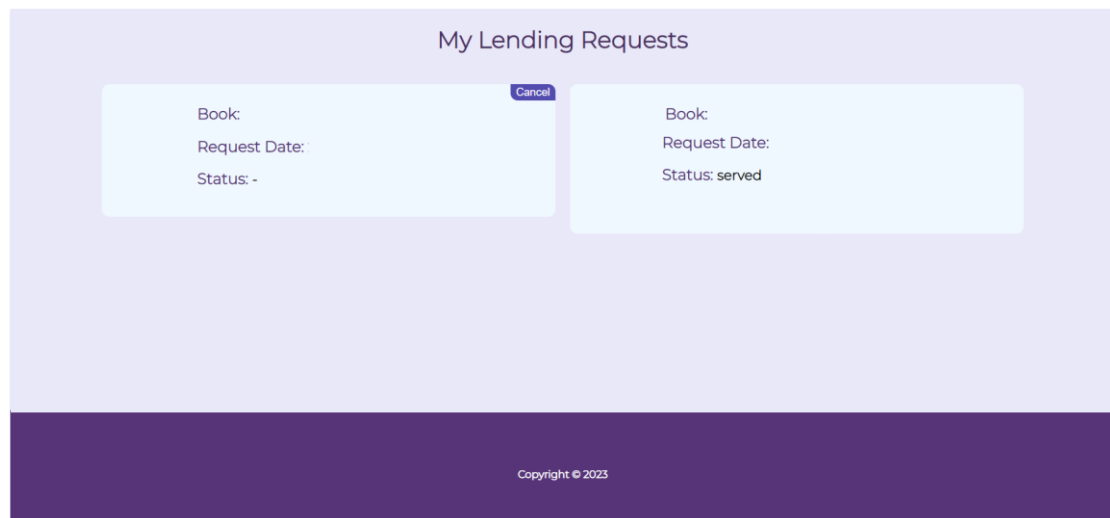 My Lending Requests
Cancel
Book:
Request Date:
Status: -
Book:
Request Date:
Status: served
Copyright © 2023